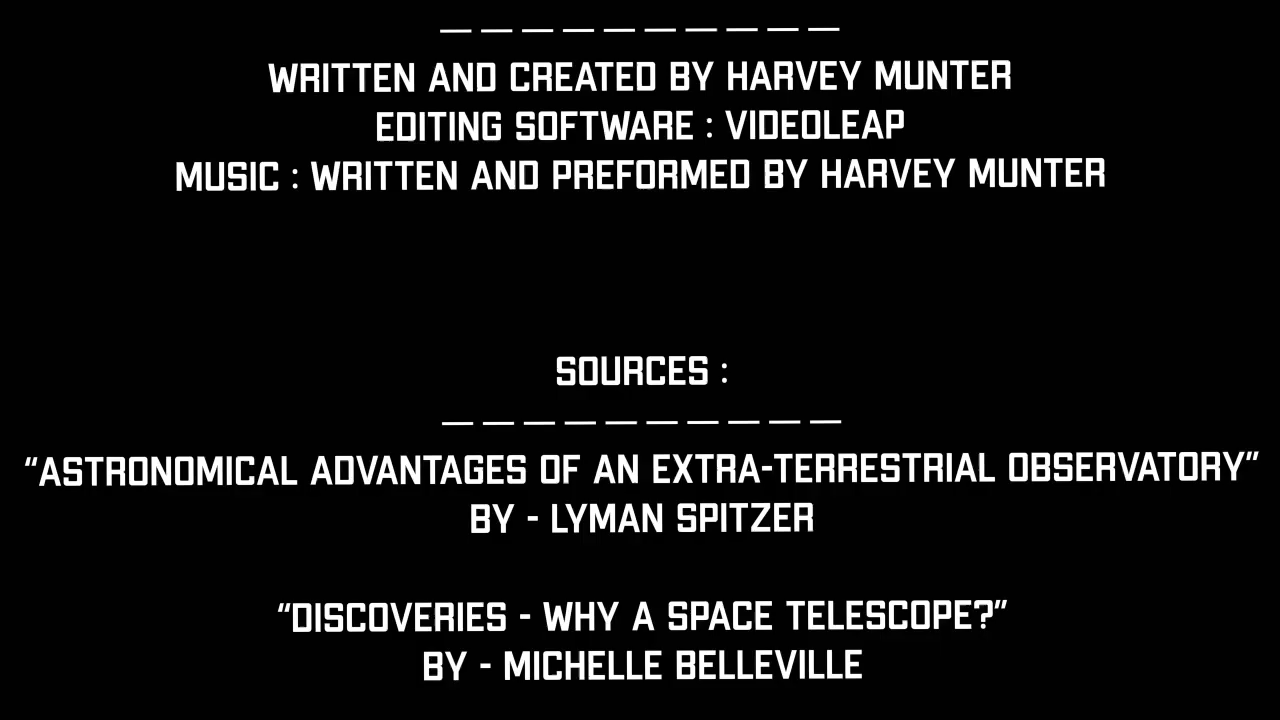 — — — — — — — — — —
WRITTEN AND CREATED BY HARVEY MUNTER
EDITING SOFTWARE : VIDEOLEAP
MUSIC : WRITTEN AND PREFORMED BY HARVEY MUNTER
SOURCES :
— — — — — — — — — —
“ASTRONOMICAL ADVANTAGES OF AN EXTRA-TERRESTRIAL OBSERVATORY”
BY - LYMAN SPITZER
“DISCOVERIES - WHY A SPACE TELESCOPE?”
BY - MICHELLE BELLEVILLE